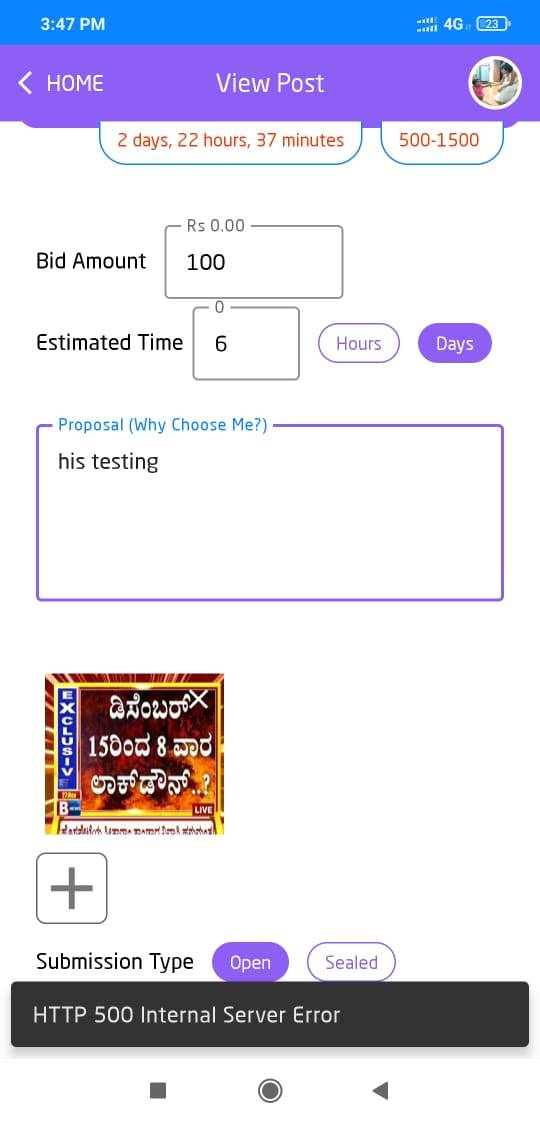 3:47 PM
4G 23
HOME
View Post
2 days, 22 hours, 37 minutes
500-1500
Rs 0.00
Bid Amount
100
0
Estimated Time
6
Hours
Days
Proposal (Why Choose Me?)
his testing
EXCLUSIV
ಡಿಸೆಂಬರ್
15ರಿಂದ 8 ವಾರ
ಲಾಕ್‌ಡೌನ್..?
B NEWS
LIVE
Submission Type
Open
Sealed
HTTP 500 Internal Server Error